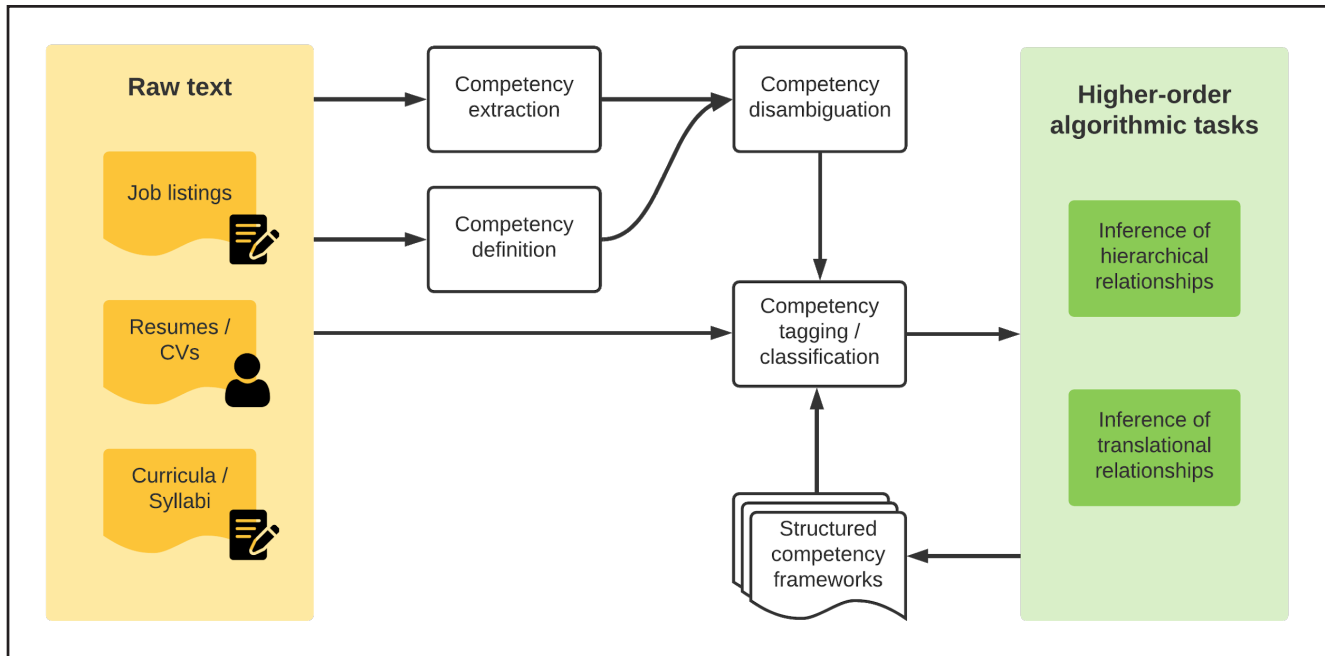 Raw text
Job listings
Resumes /
CVs
Curricula /
Syllabi
Competency
extraction
Competency
definition
Competency
disambiguation
Competency
tagging /
classification
Structured
competency
frameworks
Higher-order
algorithmic tasks
Inference of
hierarchical
relationships
Inference of
translational
relationships